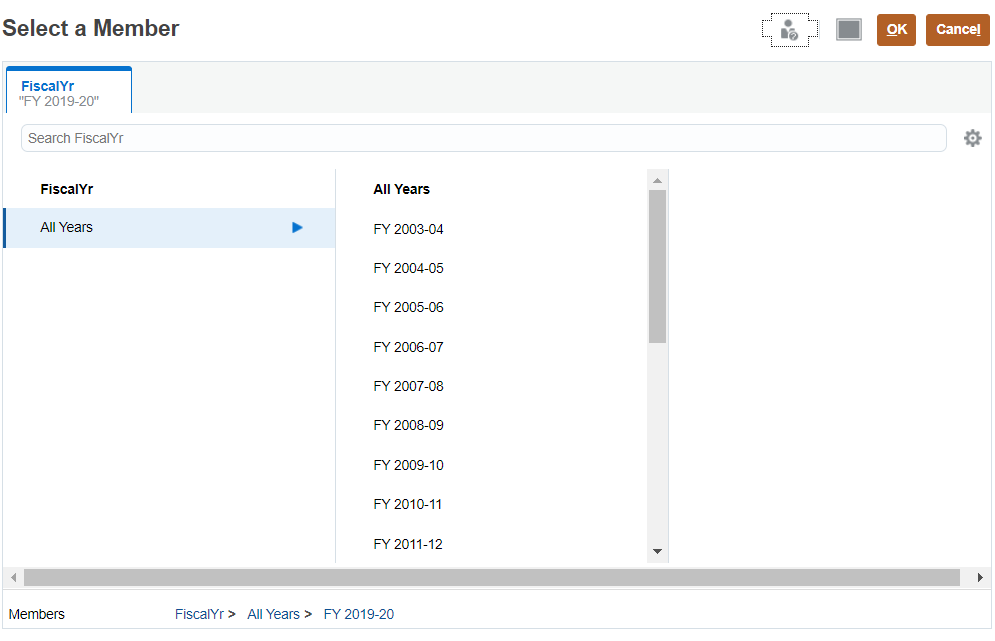 Select a Member
OK
Cancel
FiscalYr
"FY 2019-20"
Search FiscalYr
FiscalYr
All Years
All Years
FY 2003-04
FY 2004-05
FY 2005-06
FY 2006-07
FY 2007-08
FY 2008-09
FY 2009-10
FY 2010-11
FY 2011-12
Members FiscalYr > All Years > FY 2019-20